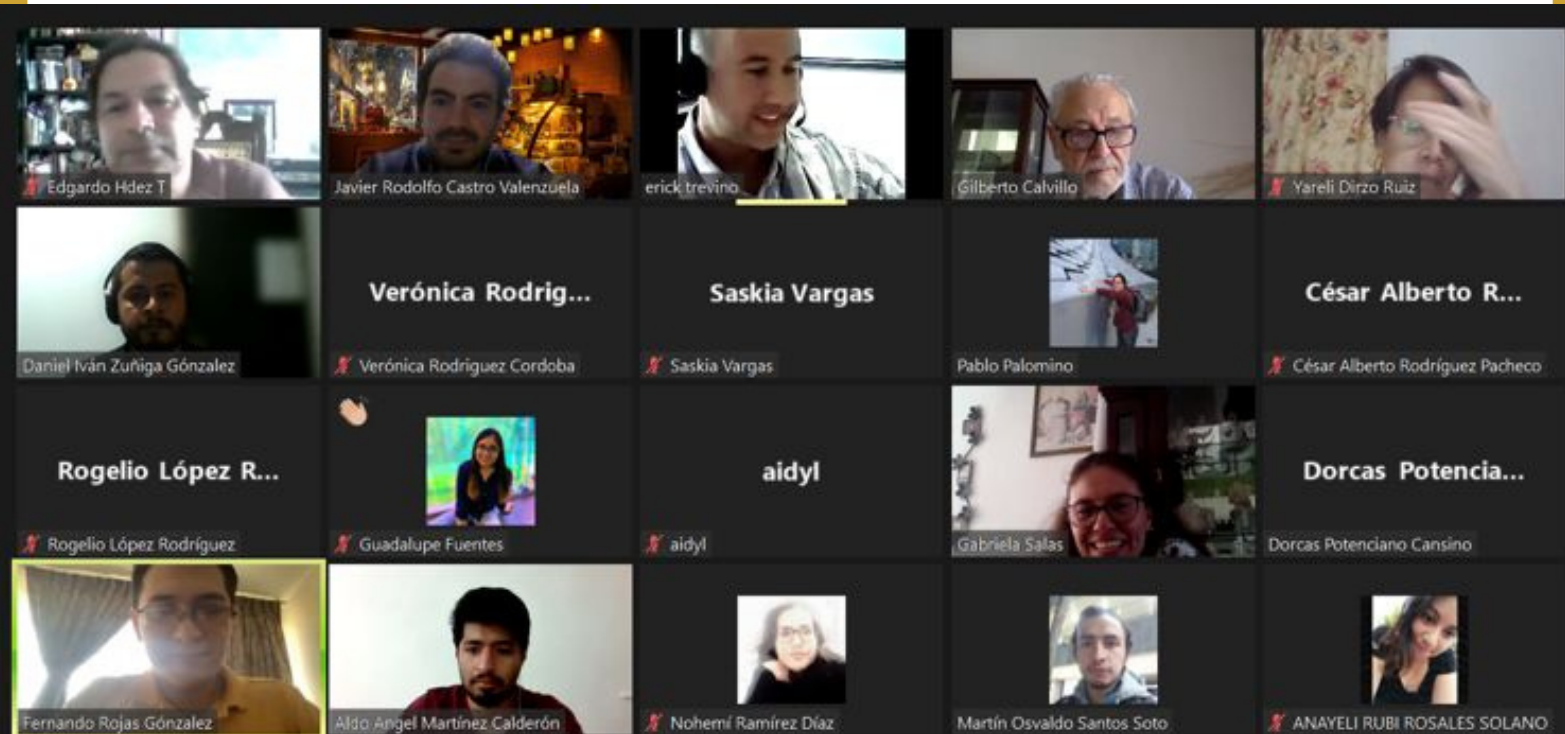 Edgardo Hdez T
Javier Rodolfo Castro Valenzuela
erick trevino
Gilberto Calvillo
Yareli Dirzo Ruiz
Verónica Rodrig...
Saskia Vargas
César Alberto R...
Daniel Iván Zuñiga Gónzalez
Verónica Rodriguez Cordoba
Saskia Vargas
Pablo Palomino
César Alberto Rodríguez Pacheco
Rogelio López R...
aidyl
Dorcas Potencia...
Rogelio López Rodríguez
Guadalupe Fuentes
aidyl
Gabriela Salas
Dorcas Potenciano Cansino
Fernando Rojas Gónzalez
Aldo Angel Martínez Calderón
Nohemí Ramírez Díaz
Martín Osvaldo Santos Soto
ANAYELI RUBI ROSALES SOLANO